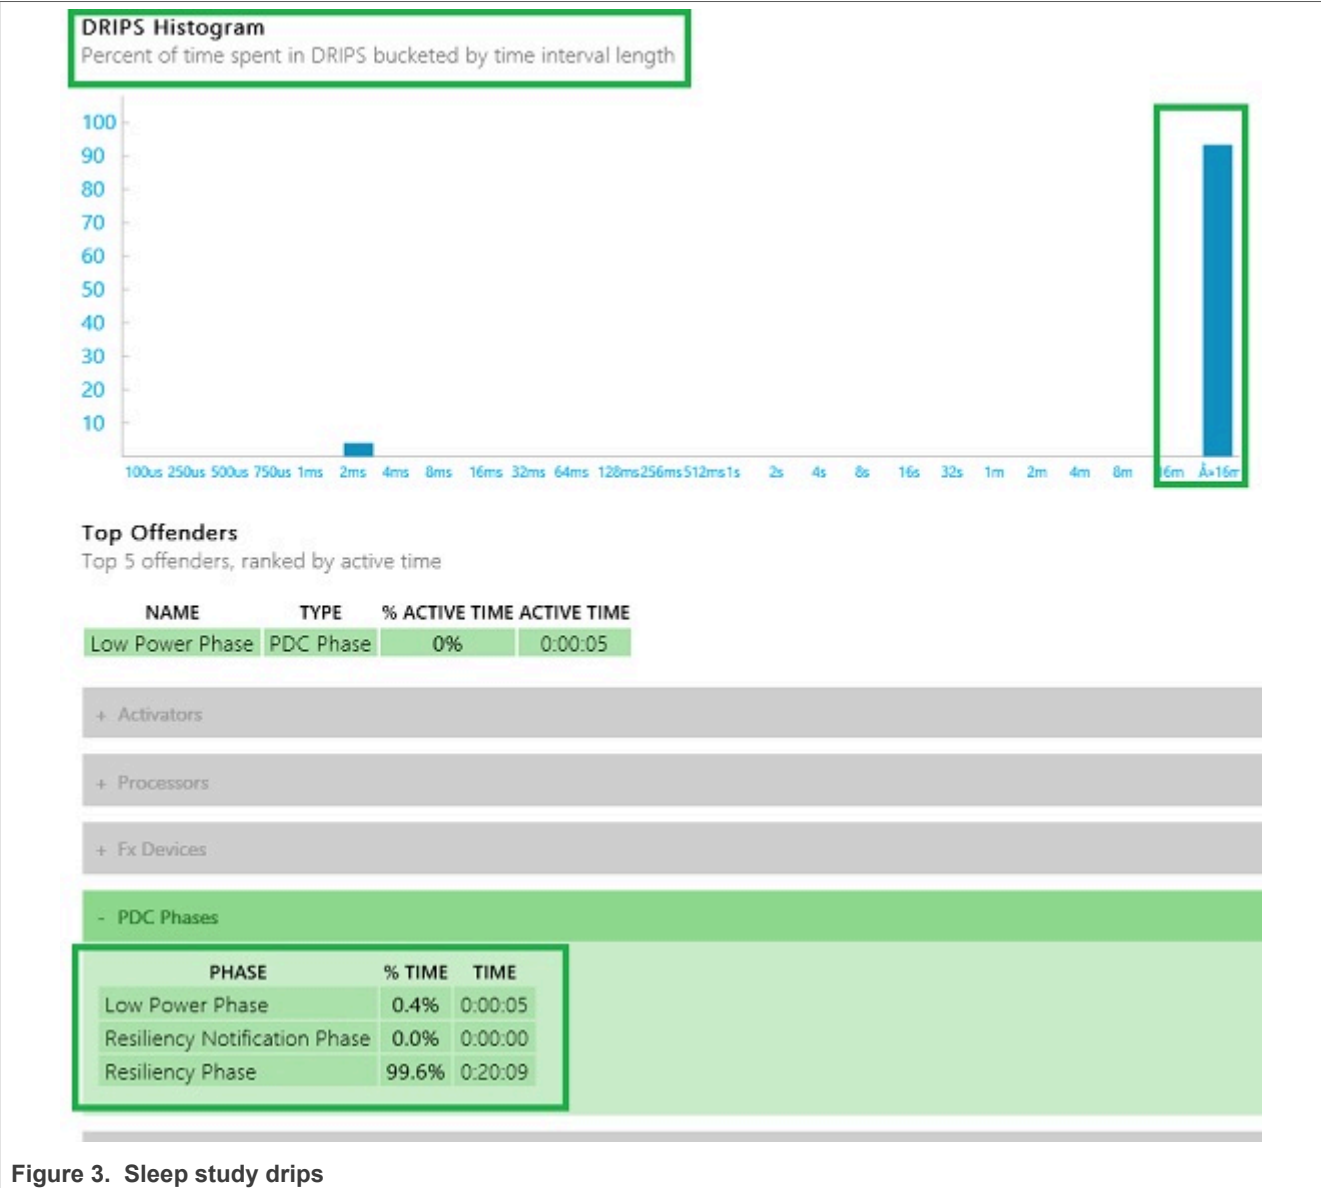 DRIPS Histogram
Percent of time spent in DRIPS bucketed by time interval length
100
90
80
70
60
50
40
30
20
10
100us 250us 500us 750us 1ms 2ms 4ms 8ms 16ms 32ms 64ms 128ms 256ms 512ms 1s 2s 4s 8s 16s 32s 1m 2m 4m 8m 16m Â>16m
Top Offenders
Top 5 offenders, ranked by active time
NAME TYPE % ACTIVE TIME ACTIVE TIME
Low Power Phase PDC Phase 0% 0:00:05
+ Activators
+ Processors
+ Fx Devices
- PDC Phases
PHASE % TIME TIME
Low Power Phase 0.4% 0:00:05
Resiliency Notification Phase 0.0% 0:00:00
Resiliency Phase 99.6% 0:20:09
Figure 3. Sleep study drips